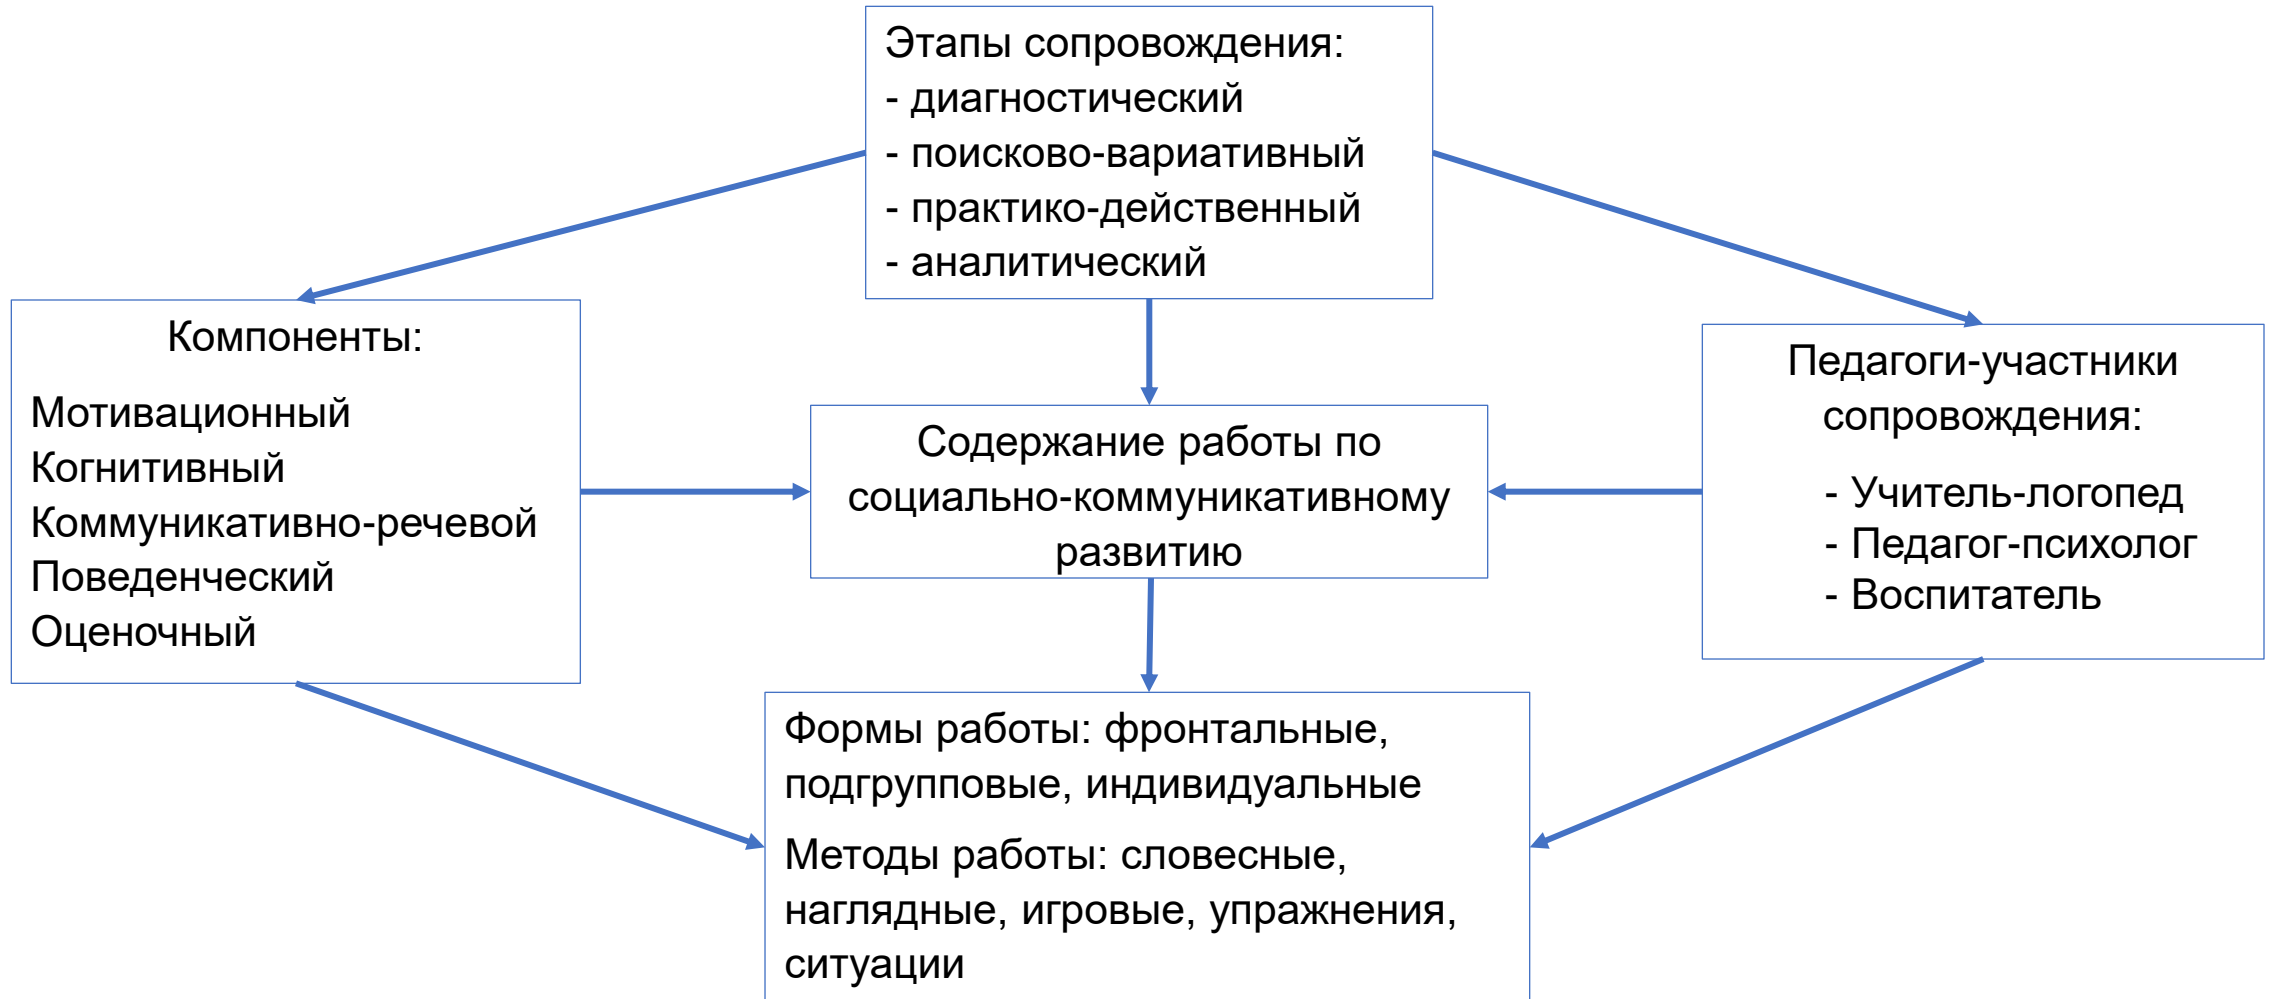 Этапы сопровождения:
- диагностический
- поисково-вариативный
- практико-действенный
- аналитический
Компоненты:
Мотивационный
Когнитивный
Коммуникативно-речевой
Поведенческий
Оценочный
Содержание работы по
социально-коммуникативному
развитию
Педагоги-участники
сопровождения:
- Учитель-логопед
- Педагог-психолог
- Воспитатель
Формы работы: фронтальные,
подгрупповые, индивидуальные
Методы работы: словесные,
наглядные, игровые, упражнения,
ситуации